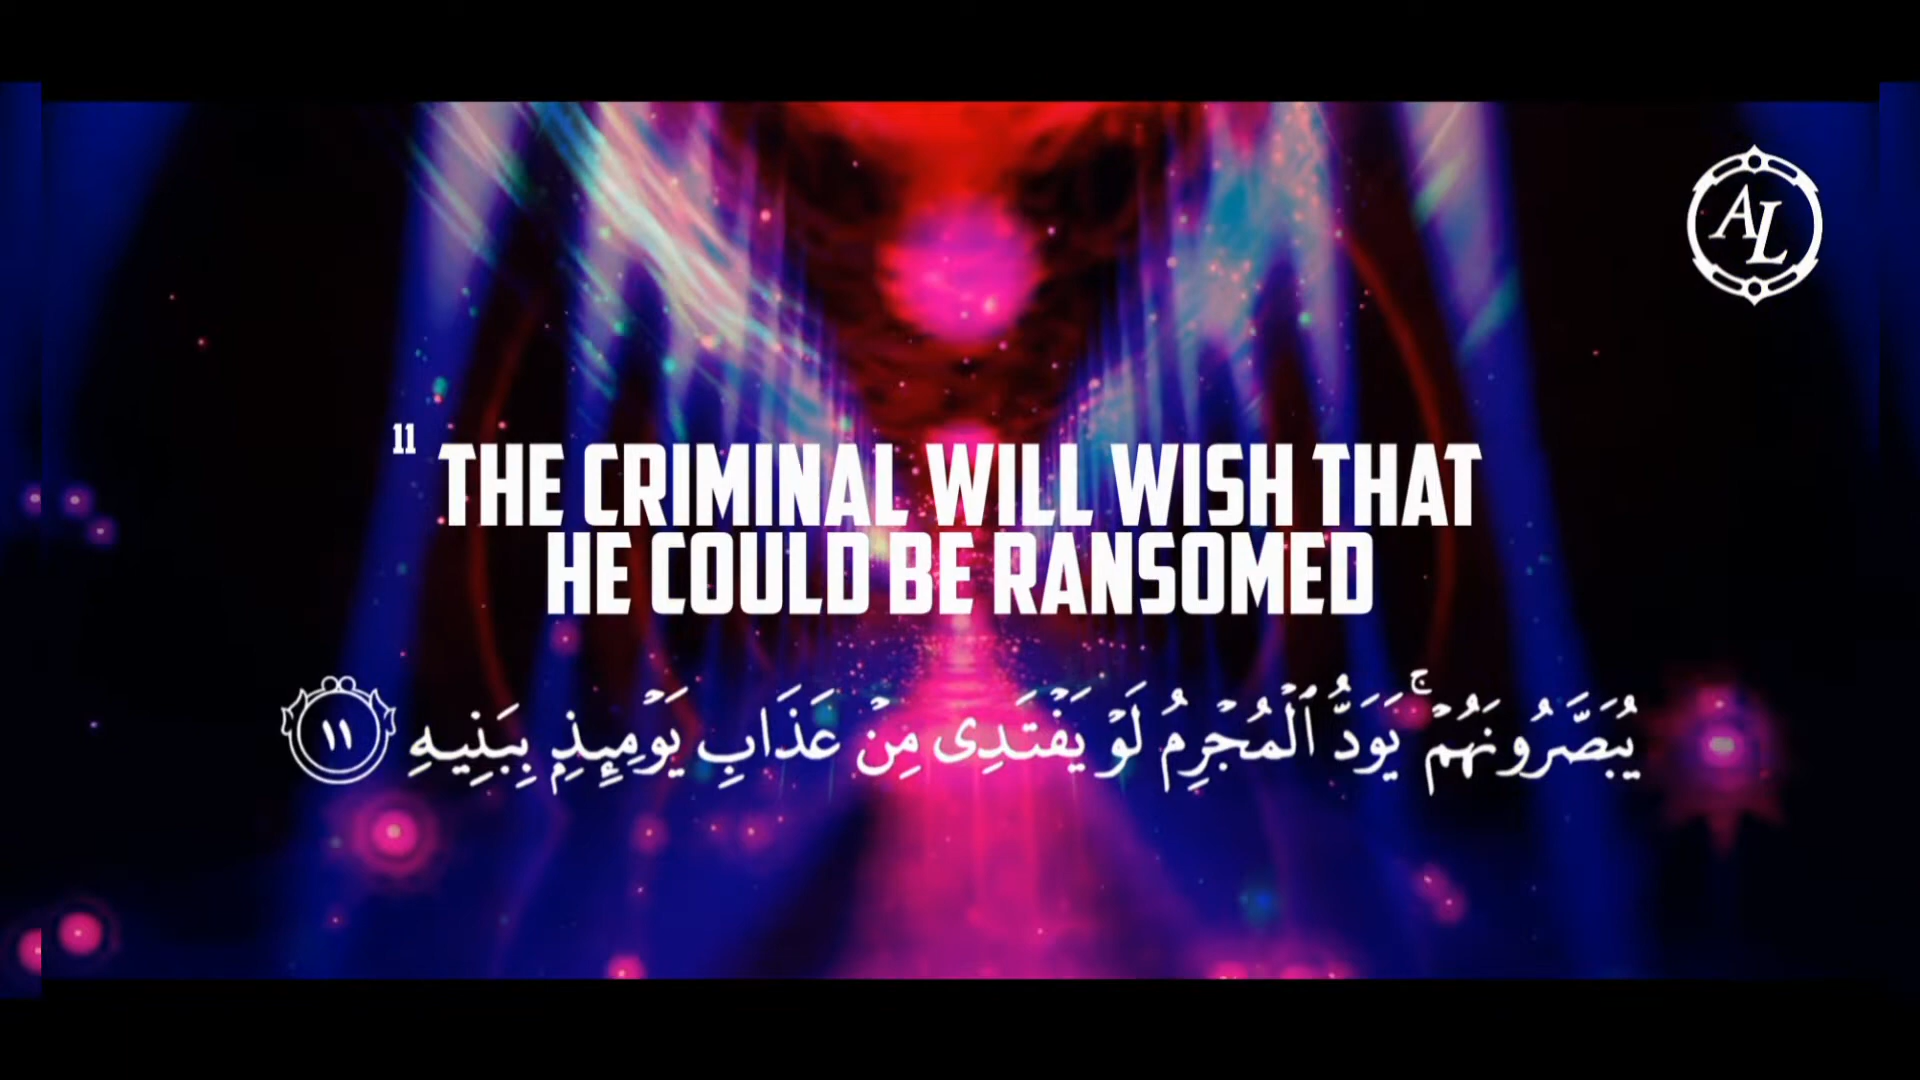 AL
11 THE CRIMINAL WILL WISH THAT
HE COULD BE RANSOMED
يُبَصَّرُونَهُمْ ۚ يَوَدُّ ٱلْمُجْرِمُ لَوْ يَفْتَدِى مِنْ عَذَابِ يَوْمِئِذٍۭ بِبَنِيهِ ١١